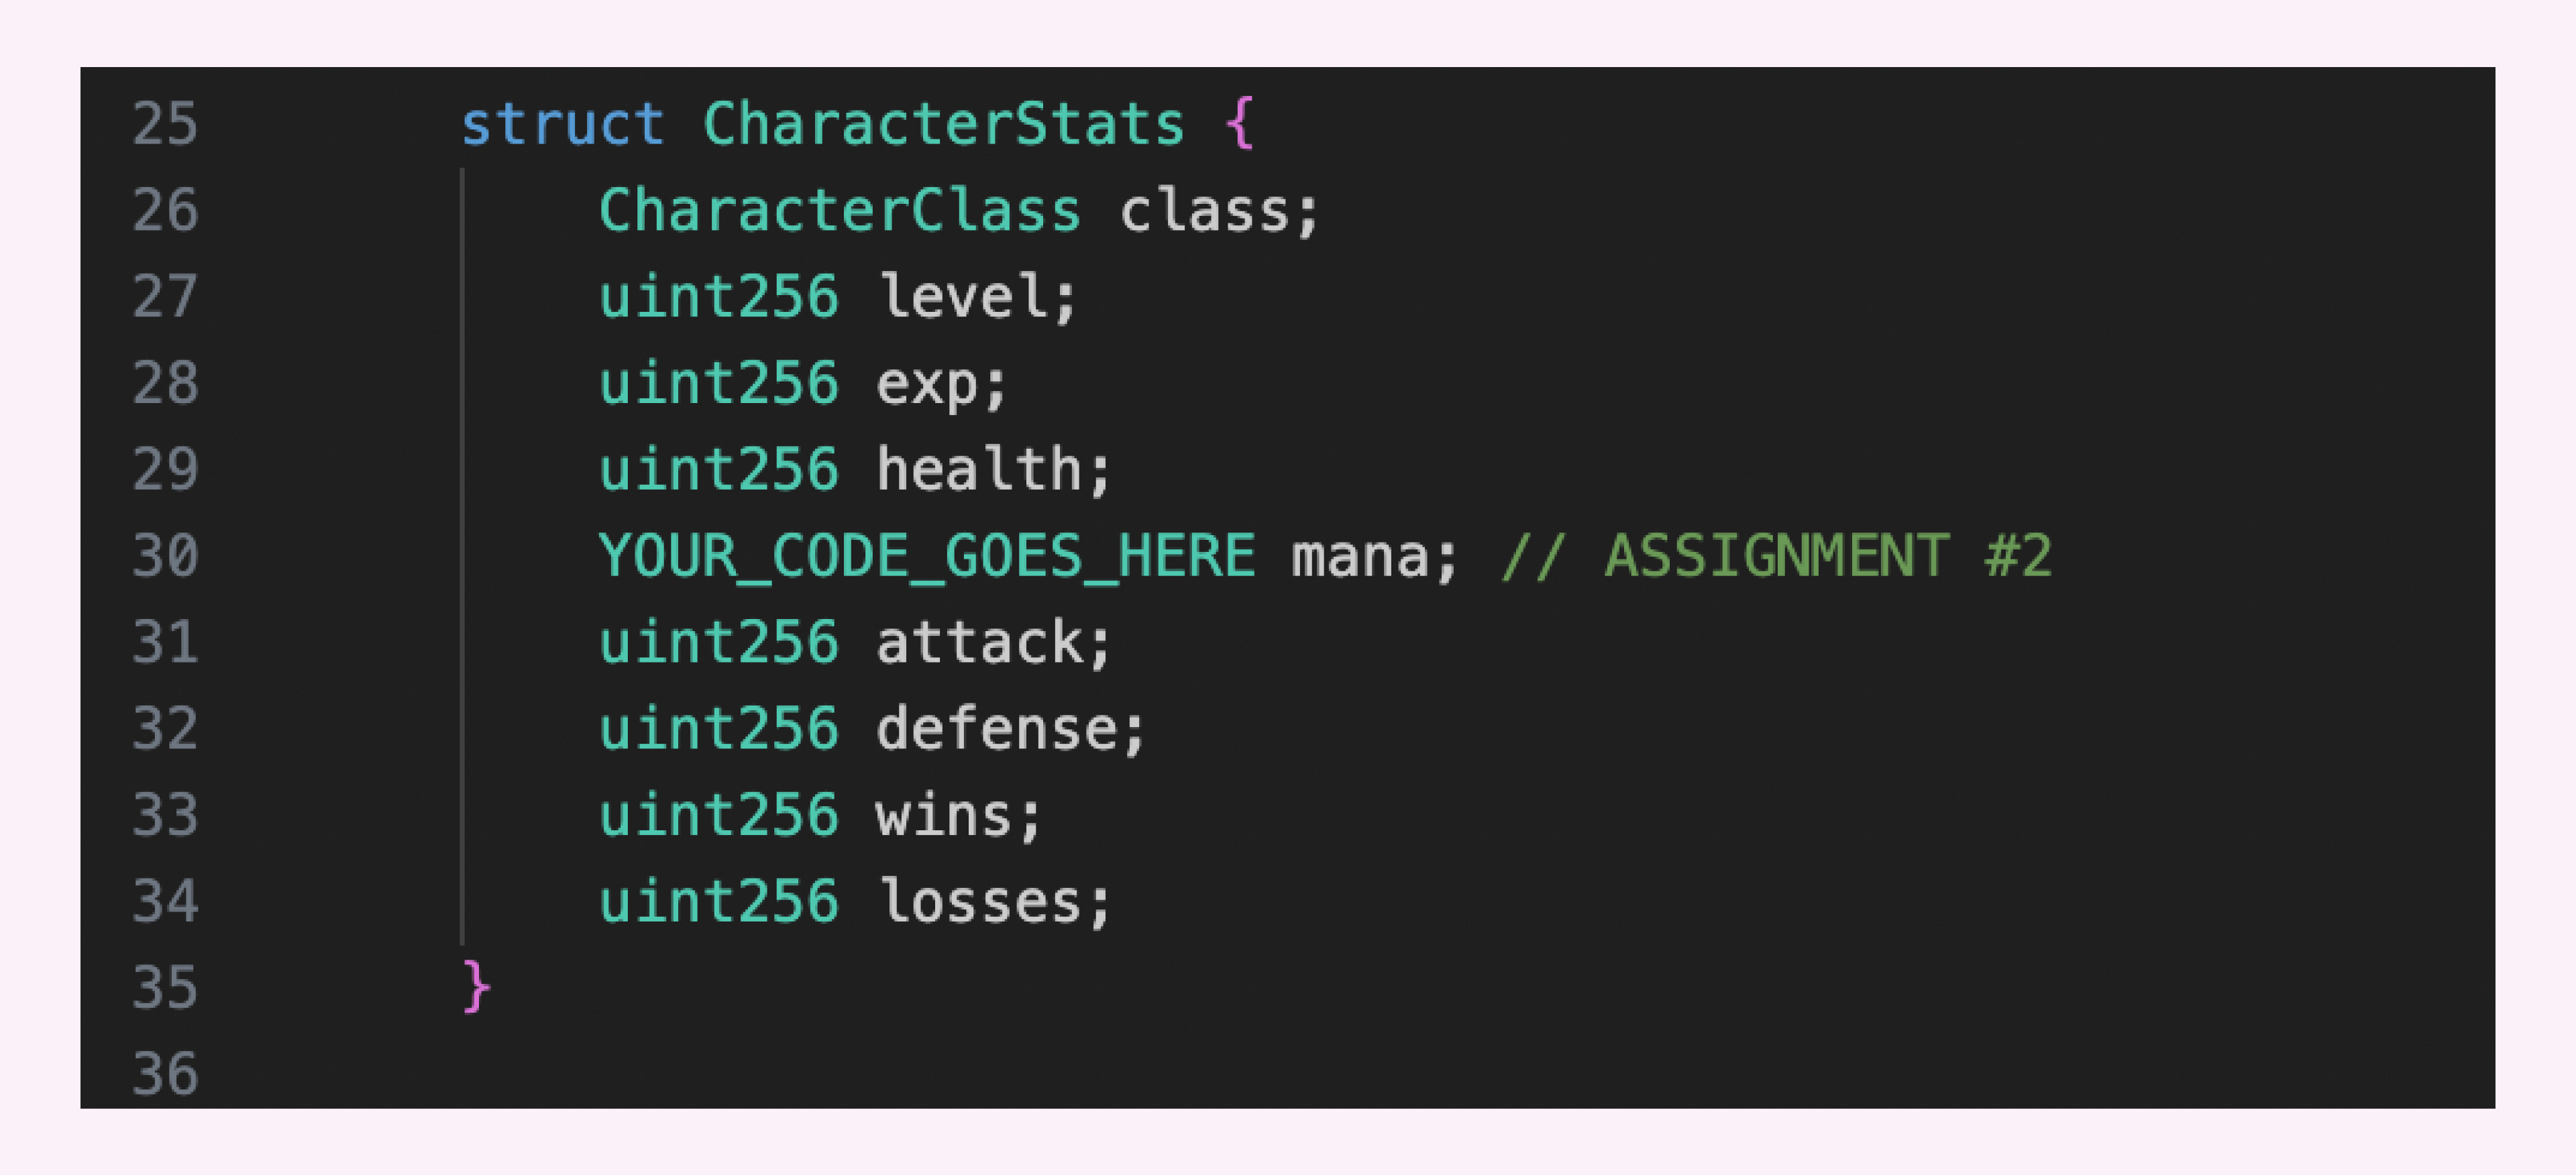 25 struct CharacterStats {
26 CharacterClass class;
27 uint256 level;
28 uint256 exp;
29 uint256 health;
30 YOUR_CODE_GOES_HERE mana; // ASSIGNMENT #2
31 uint256 attack;
32 uint256 defense;
33 uint256 wins;
34 uint256 losses;
35 }
36